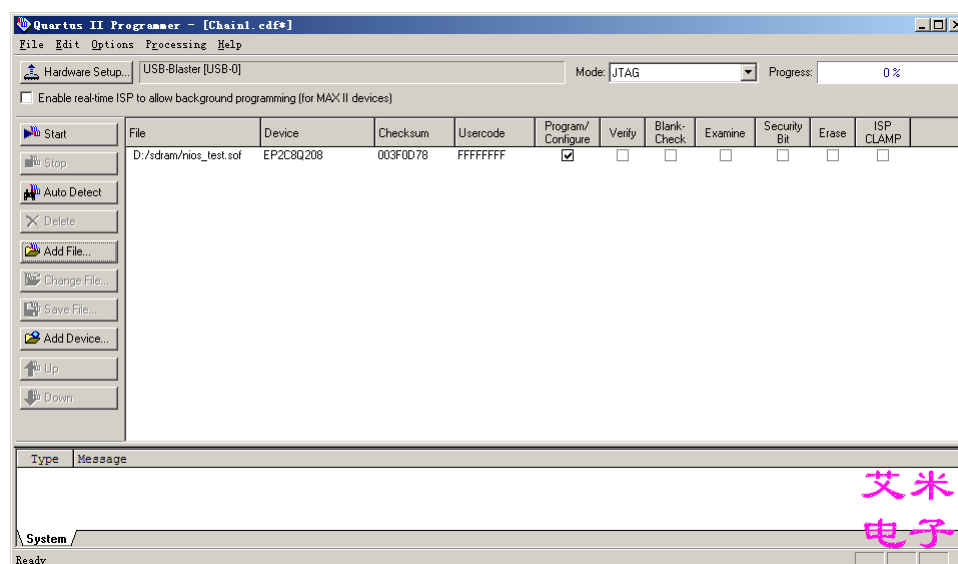 Quartus II Programmer - [Chain1.cdf*]
File Edit Options Processing Help
Hardware Setup... USB-Blaster [USB-0] Mode: JTAG Progress: 0 %
Enable real-time ISP to allow background programming (for MAX II devices)
Start
Stop
Auto Detect
Delete
Add File...
Change File...
Save File...
Add Device...
Up
Down
File Device Checksum Usercode Program/Configure Verify Blank-Check Examine Security Bit Erase ISP CLAMP
D:/sdram/nios_test.sof EP2C8Q208 003F0D78 FFFFFFFF
Type Message
艾米
电子
System
Ready